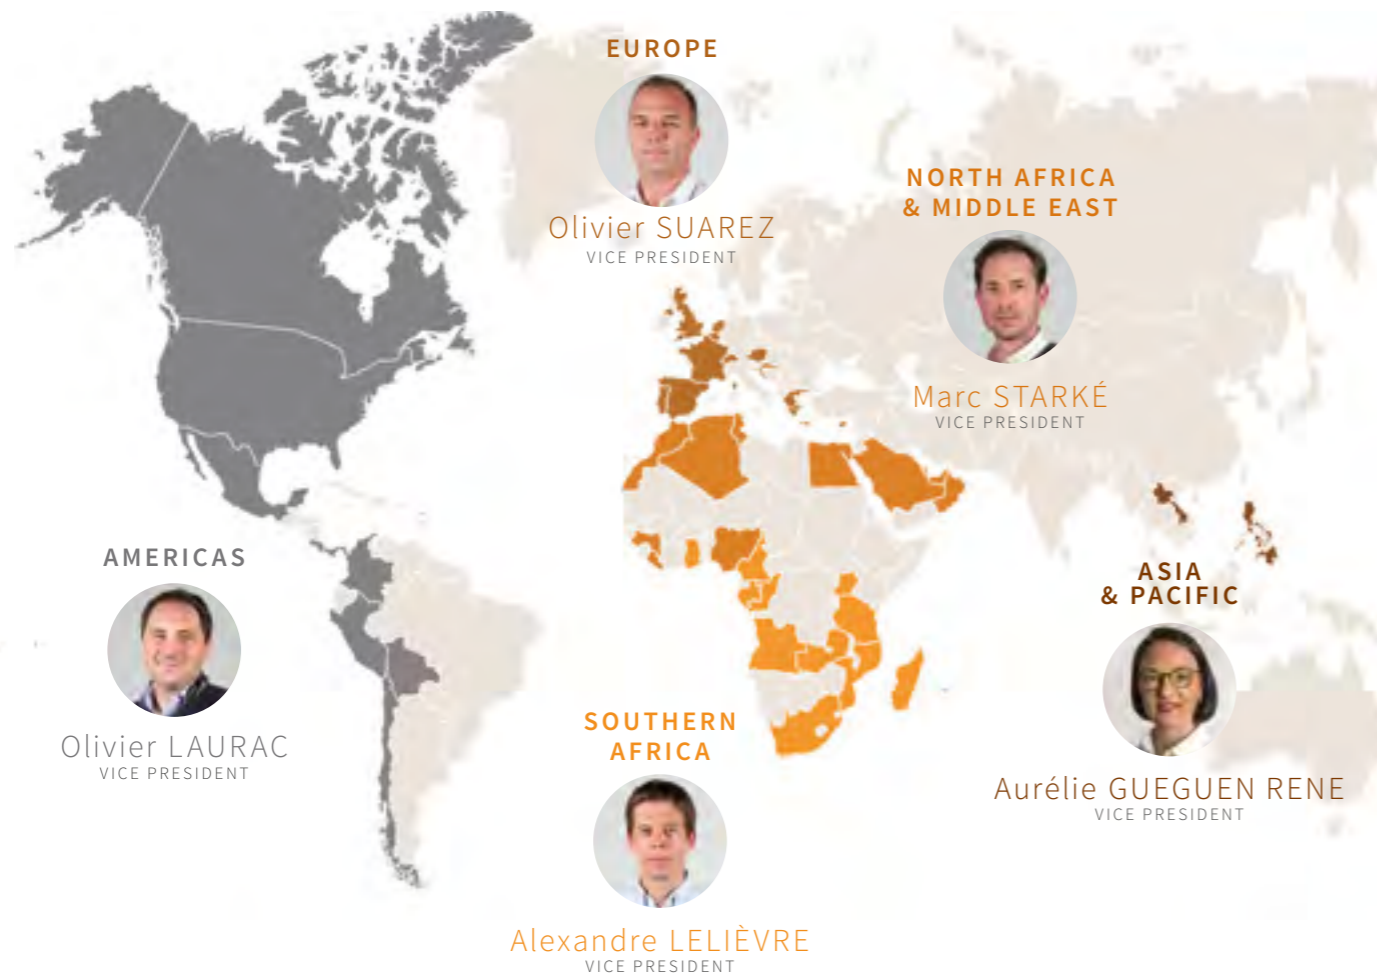 EUROPE
Olivier SUAREZ
VICE PRESIDENT
NORTH AFRICA
& MIDDLE EAST
Marc STARKÉ
VICE PRESIDENT
AMERICAS
Olivier LAURAC
VICE PRESIDENT
ASIA
& PACIFIC
Aurélie GUEGUEN RENE
VICE PRESIDENT
SOUTHERN
AFRICA
Alexandre LELIÈVRE
VICE PRESIDENT